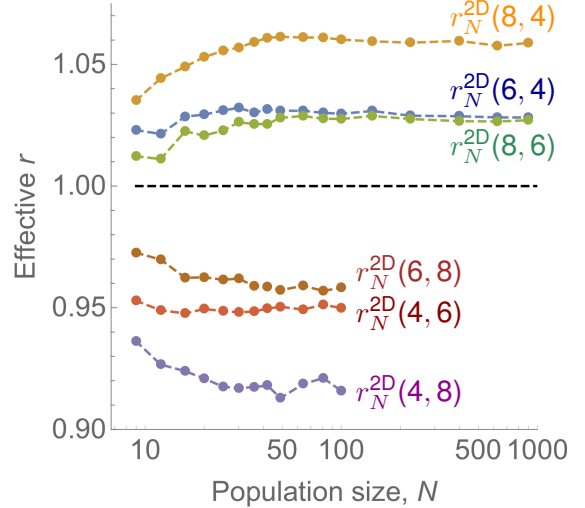 r_N^2D(8, 4)
1.05
r_N^2D(6, 4)
r_N^2D(8, 6)
1.00
Effective r
r_N^2D(6, 8)
0.95
r_N^2D(4, 6)
r_N^2D(4, 8)
0.90
10 50 100 500 1000
Population size, N